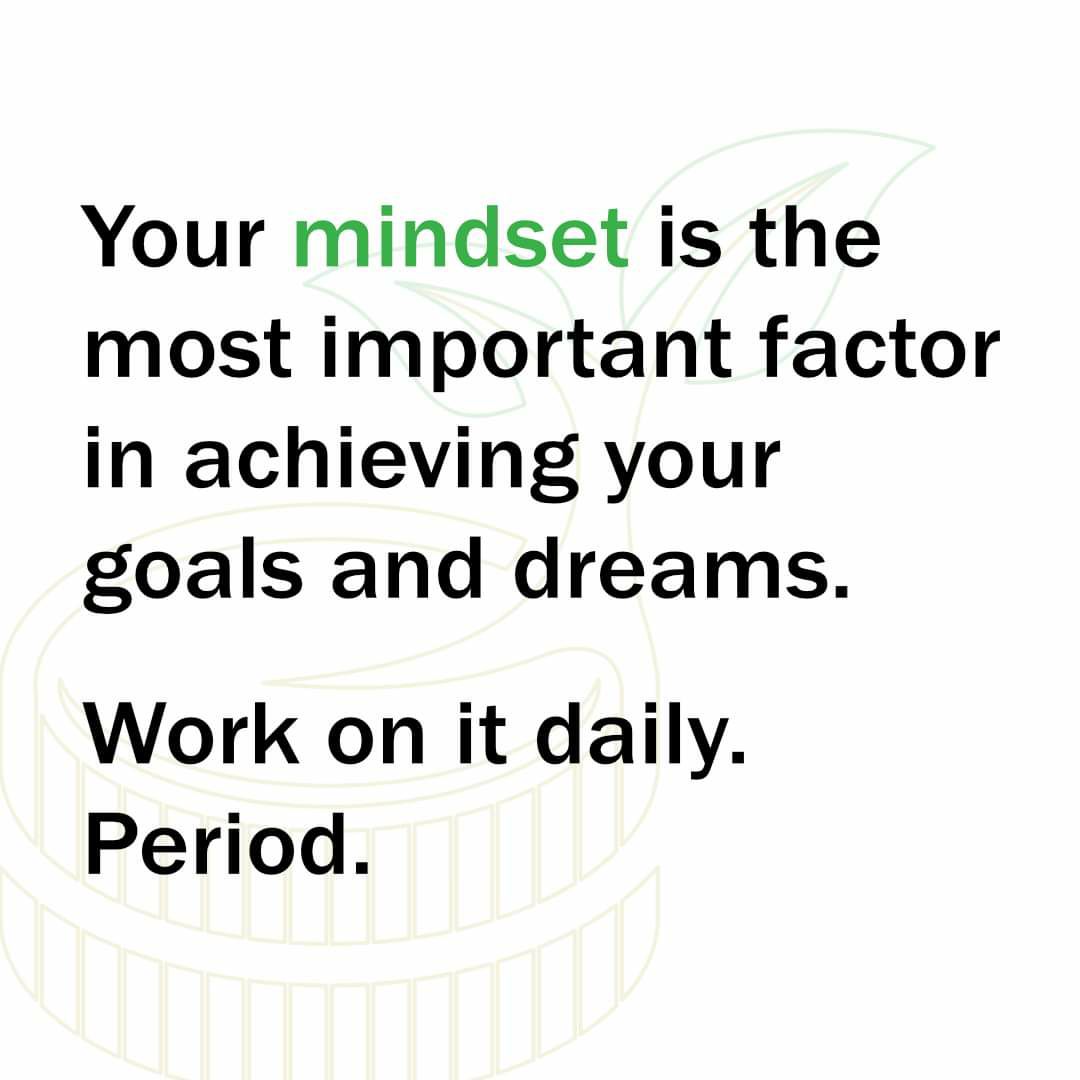 Your mindset is the
most important factor
in achieving your
goals and dreams.
Work on it daily.
Period.